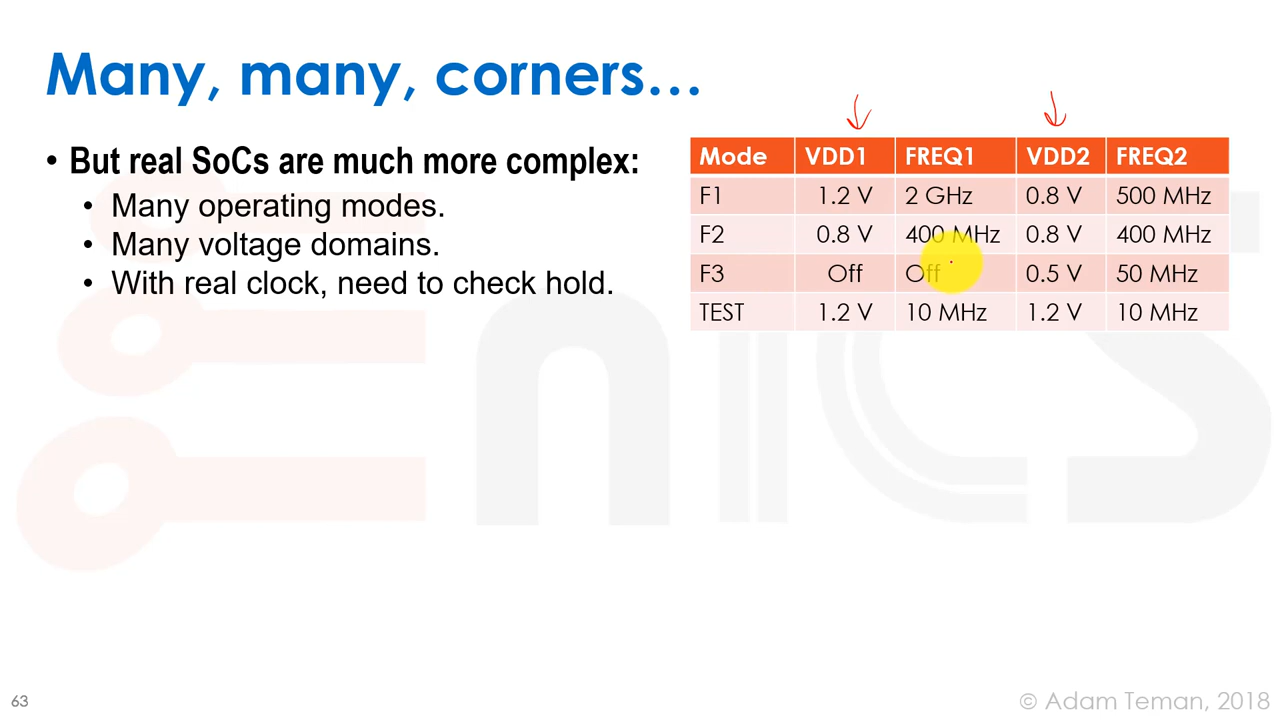 Many, many, corners…
• But real SoCs are much more complex:
• Many operating modes.
• Many voltage domains.
• With real clock, need to check hold.
Mode VDD1 FREQ1 VDD2 FREQ2
F1 1.2 V 2 GHz 0.8 V 500 MHz
F2 0.8 V 400 MHz 0.8 V 400 MHz
F3 Off Off 0.5 V 50 MHz
TEST 1.2 V 10 MHz 1.2 V 10 MHz
enICS
63
© Adam Teman, 2018